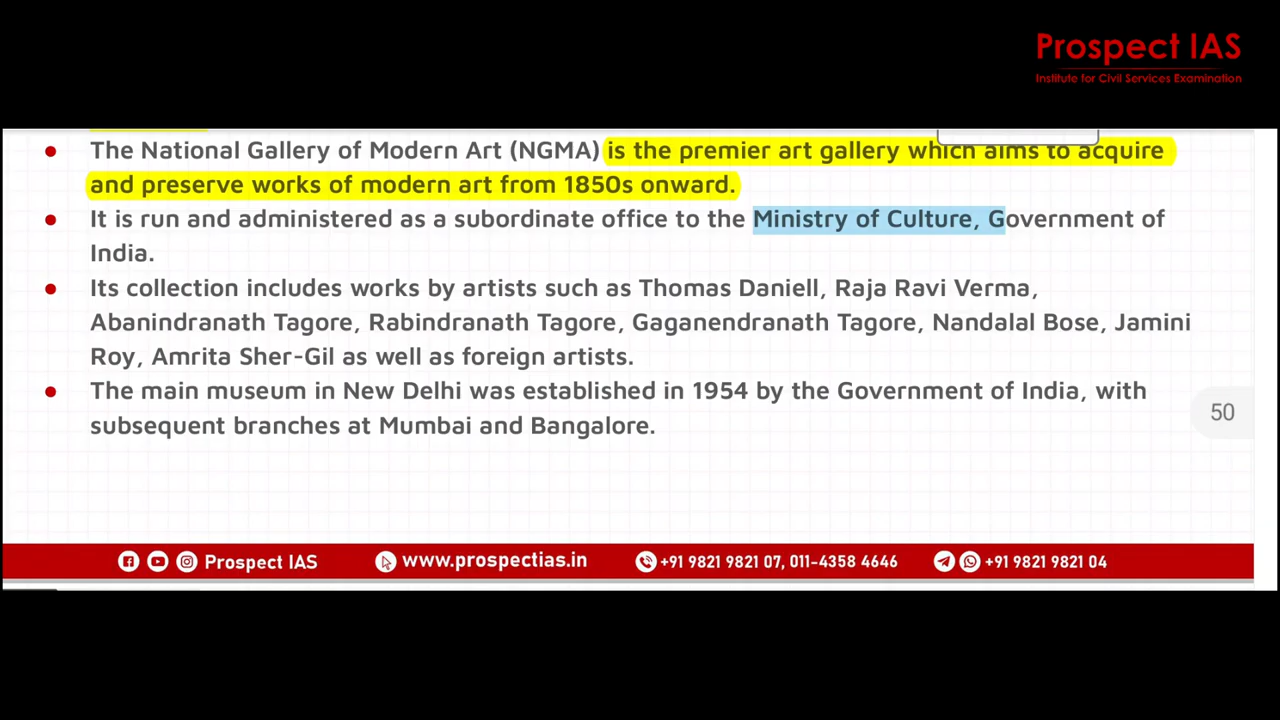 Prospect IAS
Institute for Civil Services Examination
The National Gallery of Modern Art (NGMA) is the premier art gallery which aims to acquire
and preserve works of modern art from 1850s onward.
It is run and administered as a subordinate office to the Ministry of Culture, Government of
India.
Its collection includes works by artists such as Thomas Daniell, Raja Ravi Verma,
Abanindranath Tagore, Rabindranath Tagore, Gaganendranath Tagore, Nandalal Bose, Jamini
Roy, Amrita Sher-Gil as well as foreign artists.
The main museum in New Delhi was established in 1954 by the Government of India, with
subsequent branches at Mumbai and Bangalore.
50
Prospect IAS www.prospectias.in +91 9821 9821 07, 011-4358 4646 +91 9821 9821 04